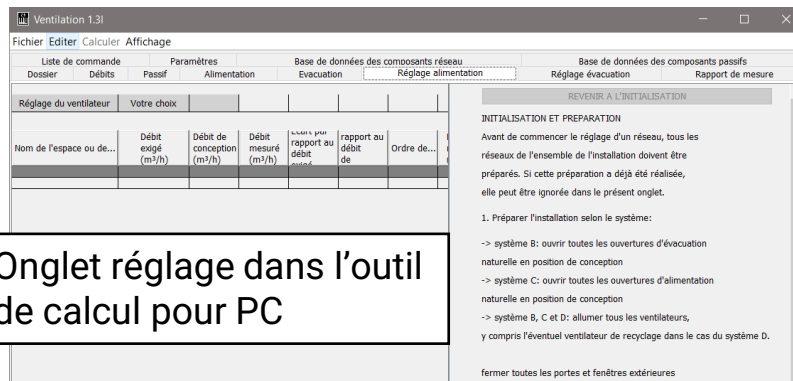 Ventilation 1.3l
Fichier Editer Calculer Affichage
Liste de commande Paramètres Base de données des composants réseau Base de données des composants passifs
Dossier Débits Passif Alimentation Evacuation Réglage alimentation Réglage évacuation Rapport de mesure
Réglage du ventilateur Votre choix
Nom de l'espace ou de...
Débit exigé (m³/h)
Débit de conception (m³/h)
Débit mesuré (m³/h)
rapport au débit
rapport au débit de
Ordre de...
REVENIR A L'INITIALISATION
INITIALISATION ET PREPARATION
Avant de commencer le réglage d'un réseau, tous les
réseaux de l'ensemble de l'installation doivent être
préparés. Si cette préparation a déjà été réalisée,
elle peut être ignorée dans le présent onglet.
1. Préparer l'installation selon le système:
-> système B: ouvrir toutes les ouvertures d'évacuation
naturelle en position de conception
-> système C: ouvrir toutes les ouvertures d'alimentation
naturelle en position de conception
-> système B, C et D: allumer tous les ventilateurs,
y compris l'éventuel ventilateur de recyclage dans le cas du système D.
fermer toutes les portes et fenêtres extérieures
Onglet réglage dans l'outil
de calcul pour PC